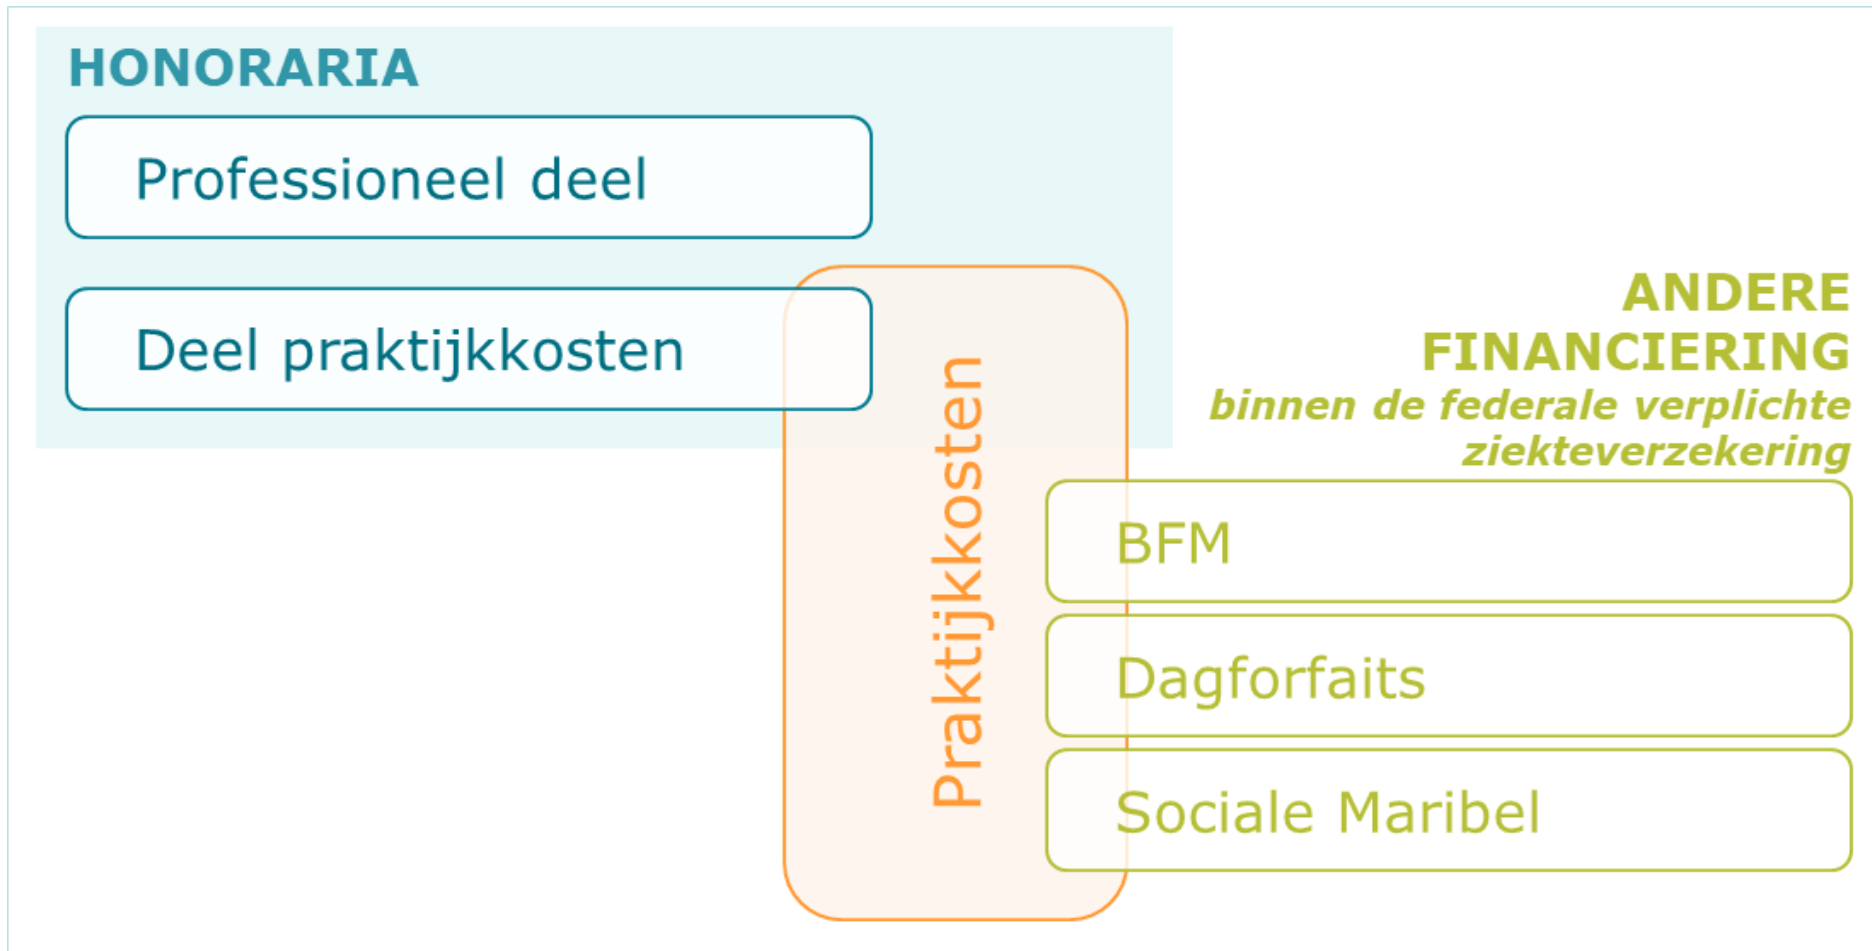 HONORARIA
Professioneel deel
Deel praktijkkosten
Praktijkkosten
ANDERE
FINANCIERING
binnen de federale verplichte
ziekteverzekering
BFM
Dagforfaits
Sociale Maribel